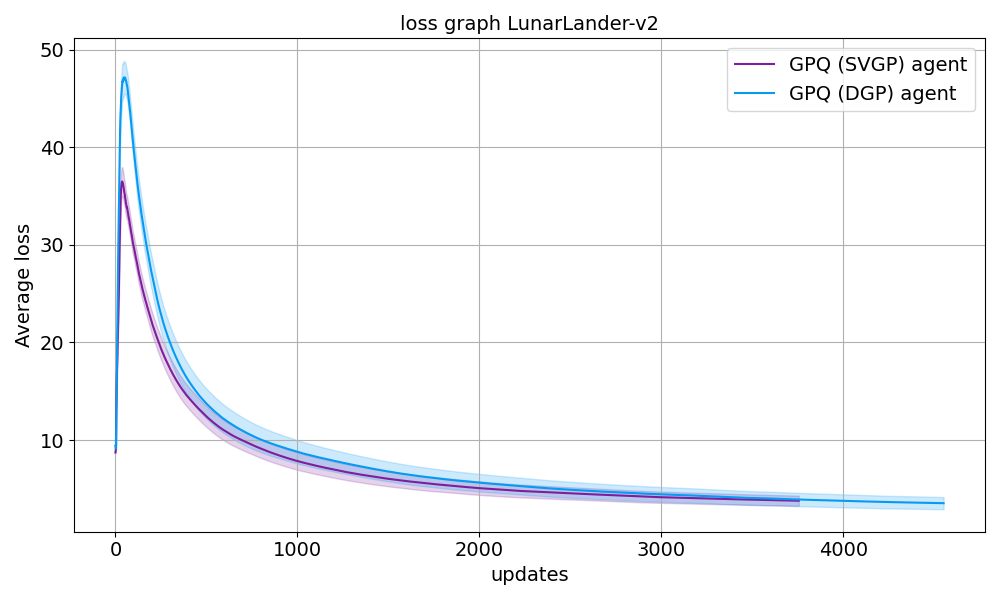 loss graph LunarLander-v2
GPQ (SVGP) agent
GPQ (DGP) agent
Average loss
50
40
30
20
10
0
1000
2000
3000
4000
updates